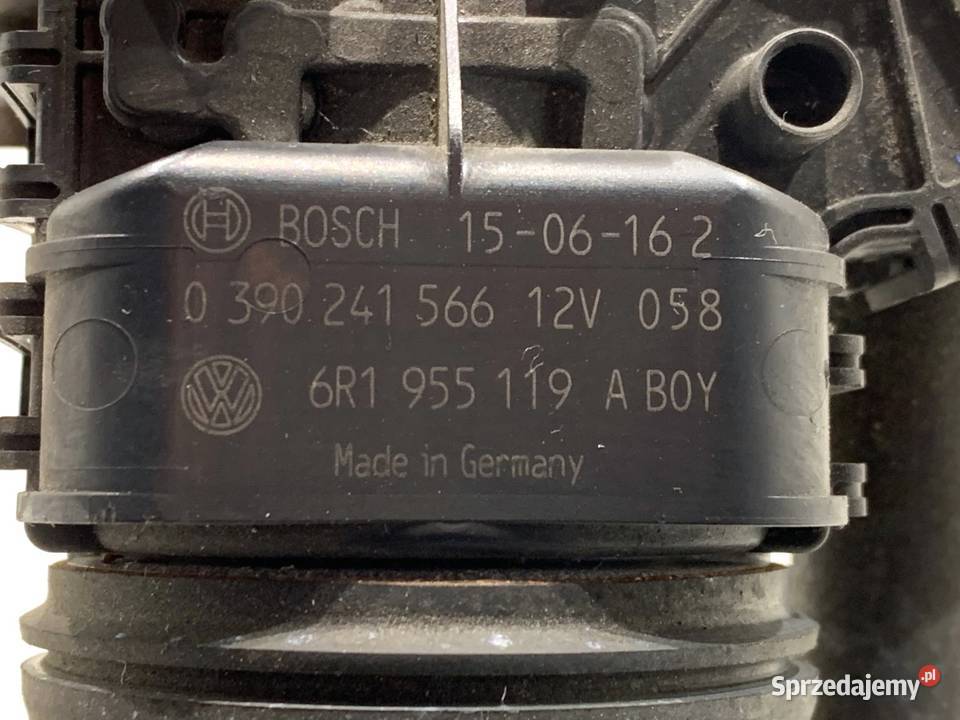 BOSCH 15-06-16 2
0 390 241 566 12V 058
6R1 955 119 A B0Y
Made in Germany
Sprzedajemy.pl